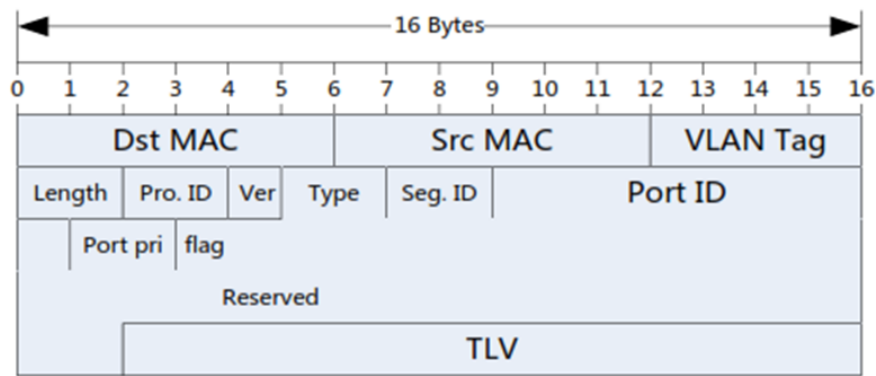 16 Bytes
0 1 2 3 4 5 6 7 8 9 10 11 12 13 14 15 16
Dst MAC Src MAC VLAN Tag
Length Pro. ID Ver Type Seg. ID Port ID
Port pri flag
Reserved
TLV